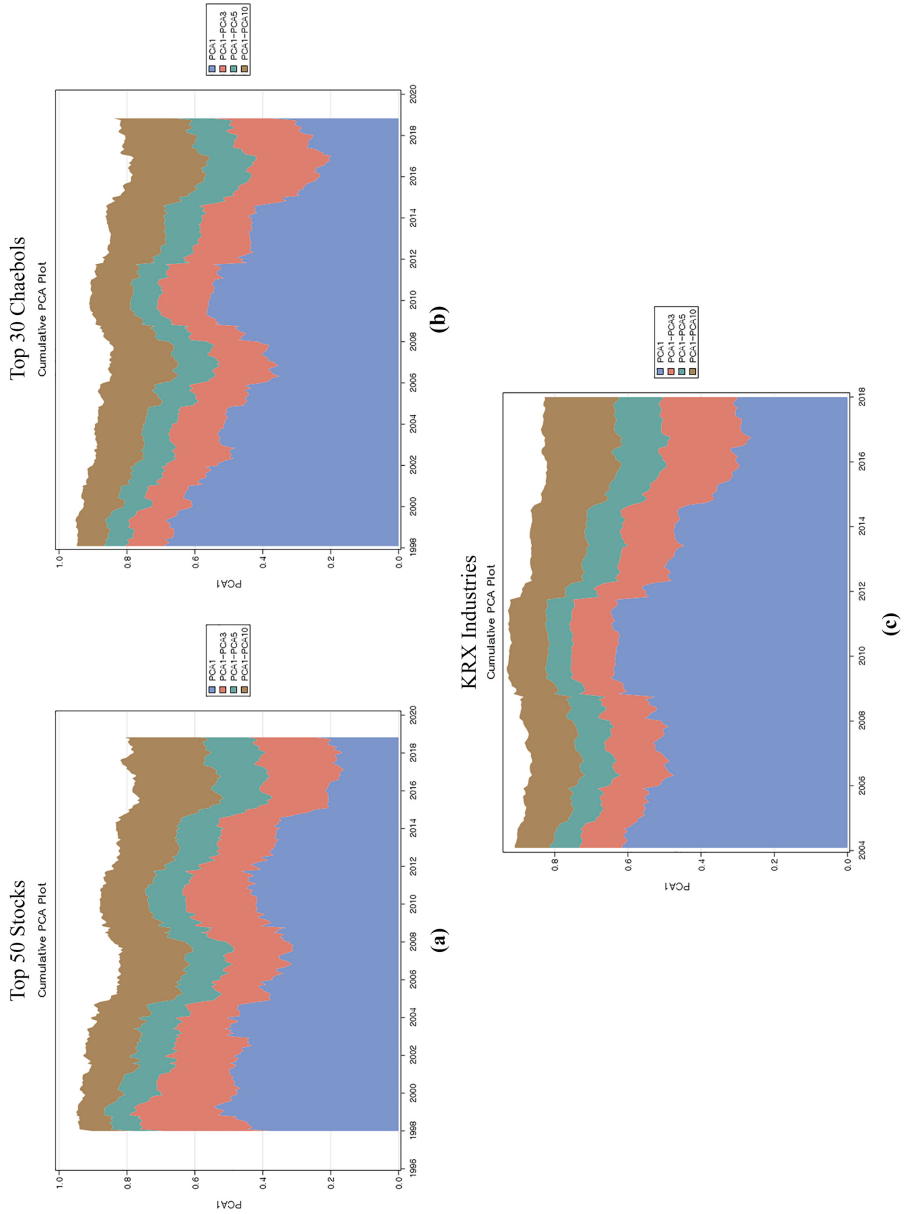 Top 50 Stocks
Cumulative PCA Plot
PCA1
1.0
0.8
0.6
0.4
0.2
0.0
1996
1998
2000
2002
2004
2006
2008
2010
2012
2014
2016
2018
2020
PCA1
PCA1-PCA3
PCA1-PCA5
PCA1-PCA10
(a)
Top 30 Chaebols
Cumulative PCA Plot
PCA1
1.0
0.8
0.6
0.4
0.2
0.0
1998
2000
2002
2004
2006
2008
2010
2012
2014
2016
2018
2020
PCA1
PCA1-PCA3
PCA1-PCA5
PCA1-PCA10
(b)
KRX Industries
Cumulative PCA Plot
PCA1
0.8
0.6
0.4
0.2
0.0
2004
2006
2008
2010
2012
2014
2016
2018
PCA1
PCA1-PCA3
PCA1-PCA5
PCA1-PCA10
(c)